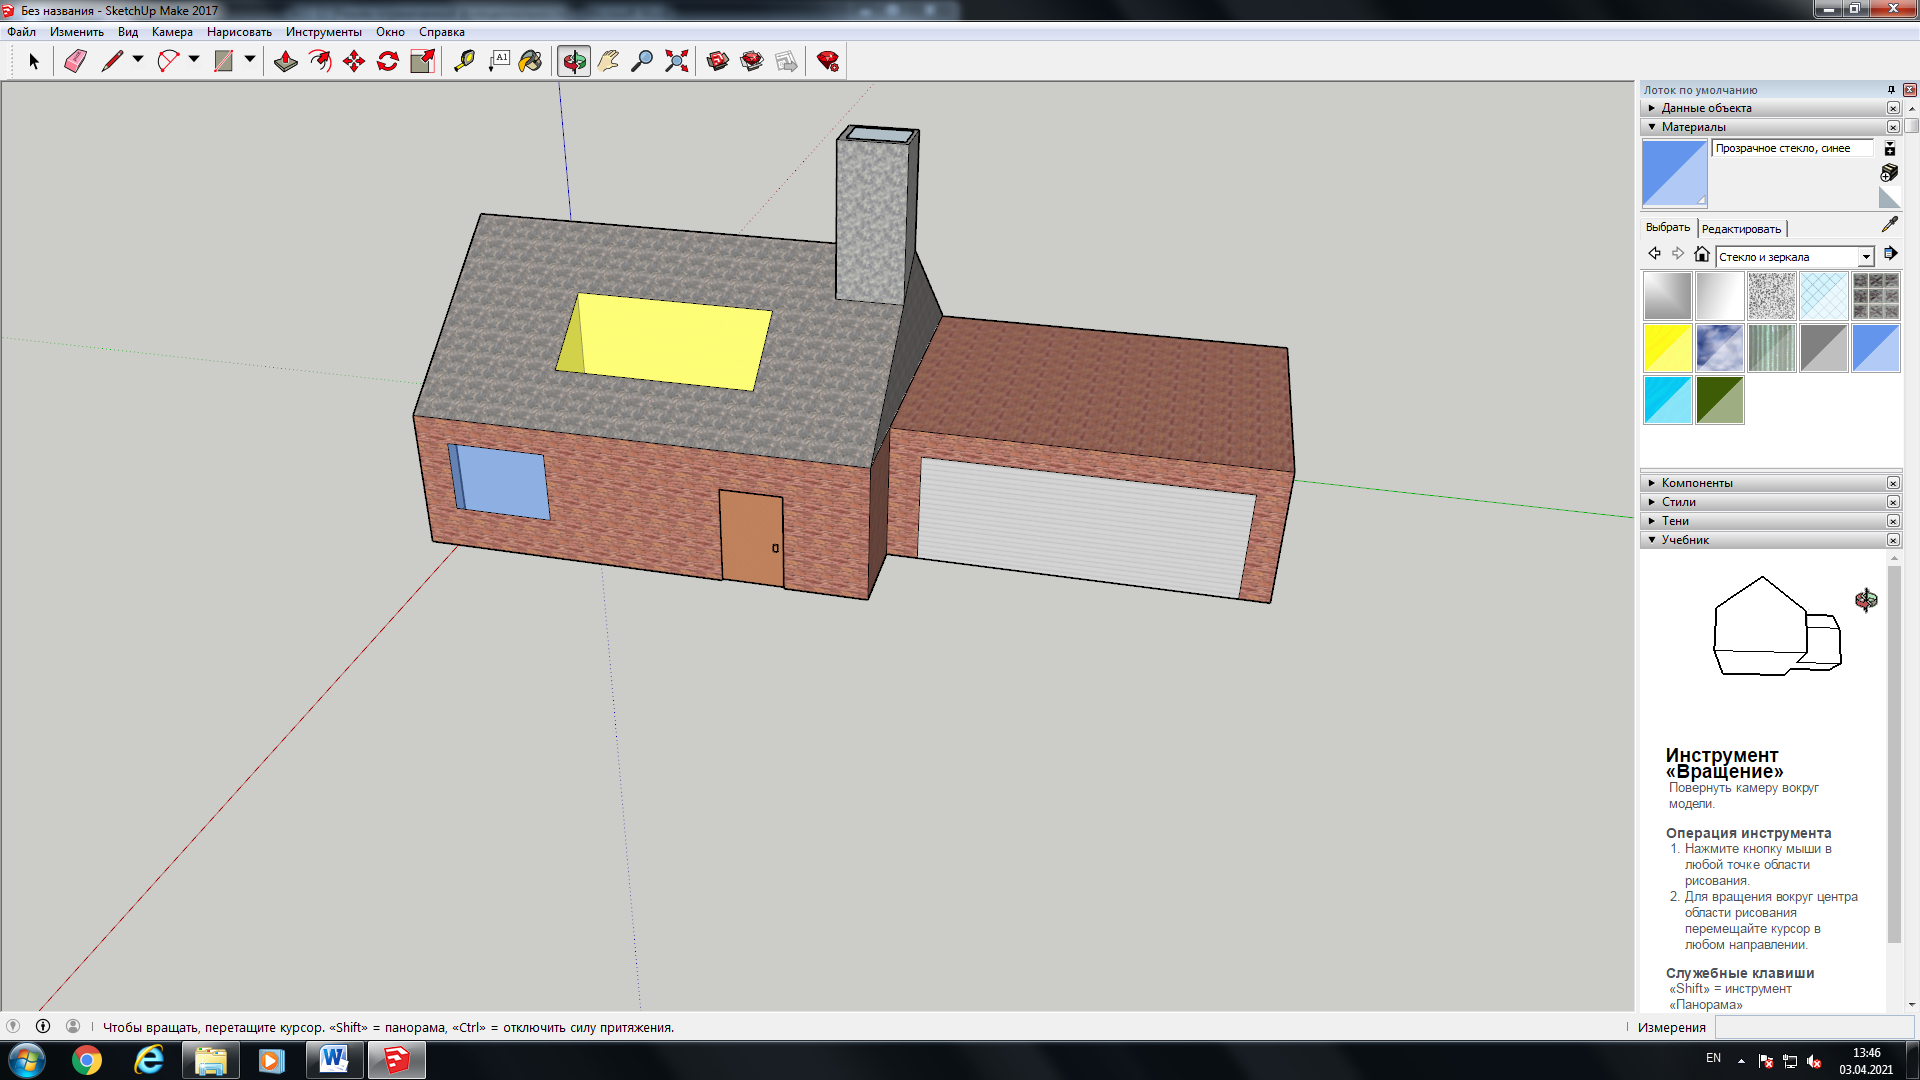 Без названия - SketchUp Make 2017
Файл Изменить Вид Камера Нарисовать Инструменты Окно Справка
A1
Лоток по умолчанию
Данные объекта
Материалы
Прозрачное стекло, синее
Выбрать Редактировать
Стекло и зеркала
Компоненты
Стили
Тени
Учебник
Инструмент
«Вращение»
Повернуть камеру вокруг
модели.
Операция инструмента
1. Нажмите кнопку мыши в
любой точке области
рисования.
2. Для вращения вокруг центра
области рисования
перемещайте курсор в
любом направлении.
Служебные клавиши
«Shift» = инструмент
«Панорама»
Чтобы вращать, перетащите курсор. «Shift» = панорама, «Ctrl» = отключить силу притяжения.
Измерения
EN
13:46
03.04.2021